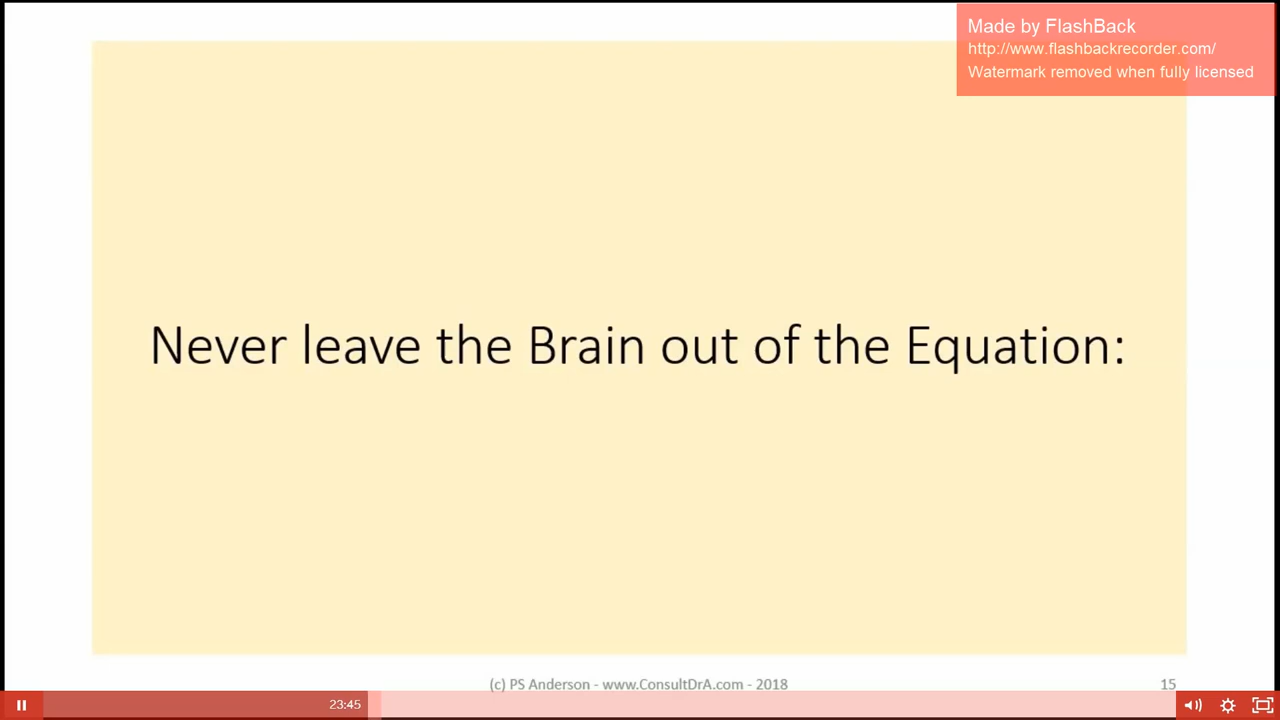 Made by FlashBack
http://www.flashbackrecorder.com/
Watermark removed when fully licensed
Never leave the Brain out of the Equation:
(c) PS Anderson - www.ConsultDrA.com - 2018
15
23:45